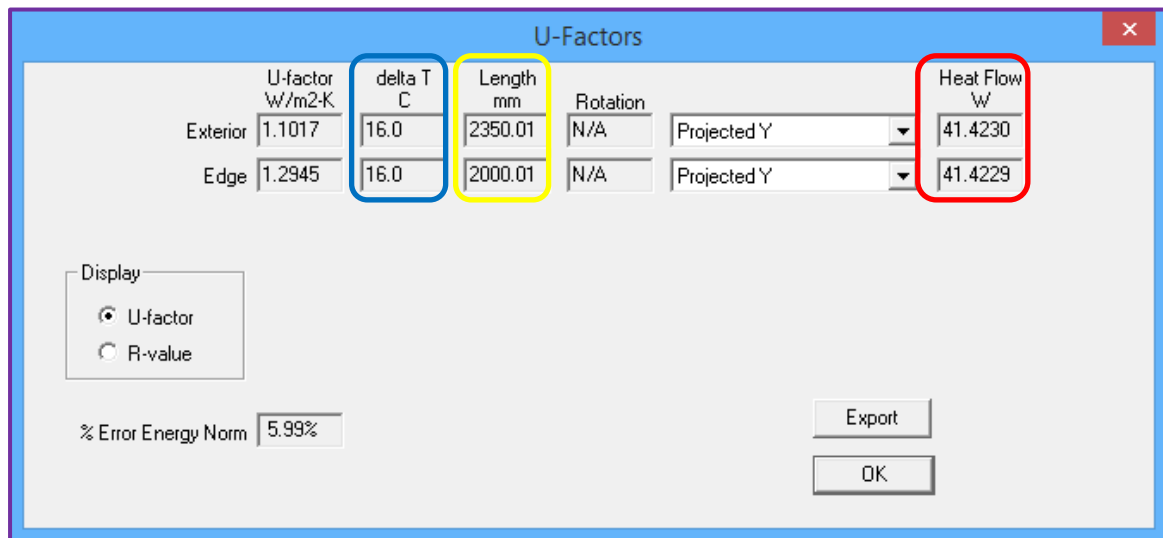 U-Factors
U-factor delta T Length Heat Flow
W/m2-K C mm Rotation W
Exterior 1.1017 16.0 2350.01 N/A Projected Y 41.4230
Edge 1.2945 16.0 2000.01 N/A Projected Y 41.4229
Display
U-factor
R-value
% Error Energy Norm 5.99%
Export
OK